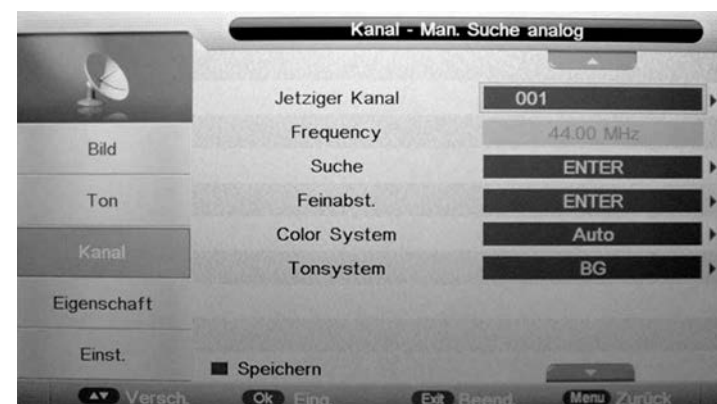 Kanal - Man. Suche analog
Bild
Ton
Kanal
Eigenschaft
Einst.
Jetziger Kanal 001
Frequency 44.00 MHz
Suche ENTER
Feinabst. ENTER
Color System Auto
Tonsystem BG
Speichern
Versch. Ok Eing. Exit Beend. Menu Zurück